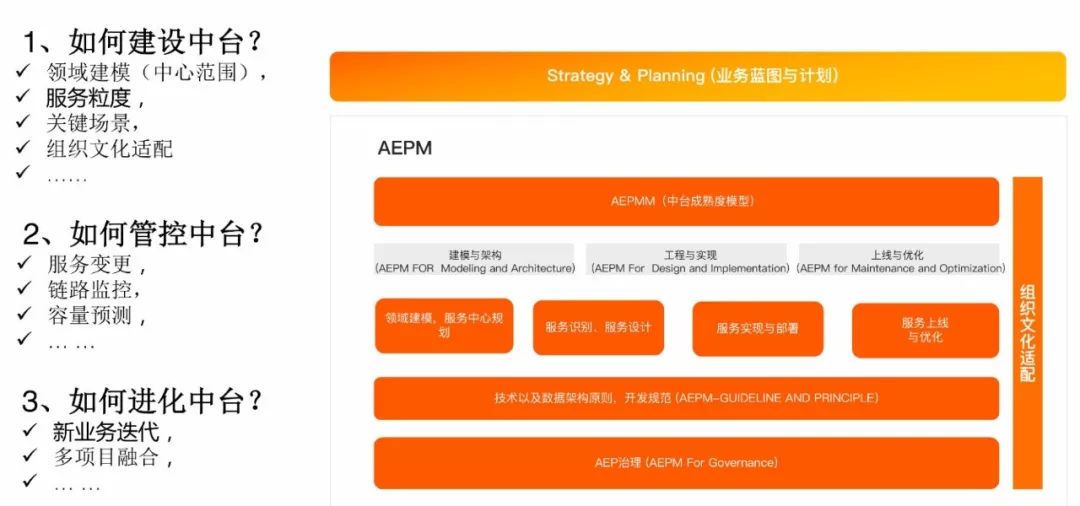 1、如何建设中台？
✓ 领域建模（中心范围），
✓ 服务粒度，
✓ 关键场景，
✓ 组织文化适配
✓ ……
2、如何管控中台？
✓ 服务变更，
✓ 链路监控，
✓ 容量预测，
✓ … …
3、如何进化中台？
✓ 新业务迭代，
✓ 多项目融合，
✓ … …
Strategy & Planning (业务蓝图与计划)
AEPM
AEPMM（中台成熟度模型）
建模与架构
(AEPM FOR Modeling and Architecture)
工程与实现
(AEPM For Design and Implementation)
上线与优化
(AEPM for Maintenance and Optimization)
领域建模，服务中心规
划
服务识别、服务设计
服务实现与部署
服务上线
与优化
技术以及数据架构原则，开发规范 (AEPM-GUIDELINE AND PRINCIPLE)
AEP治理 (AEPM For Governance)
组织文化适配